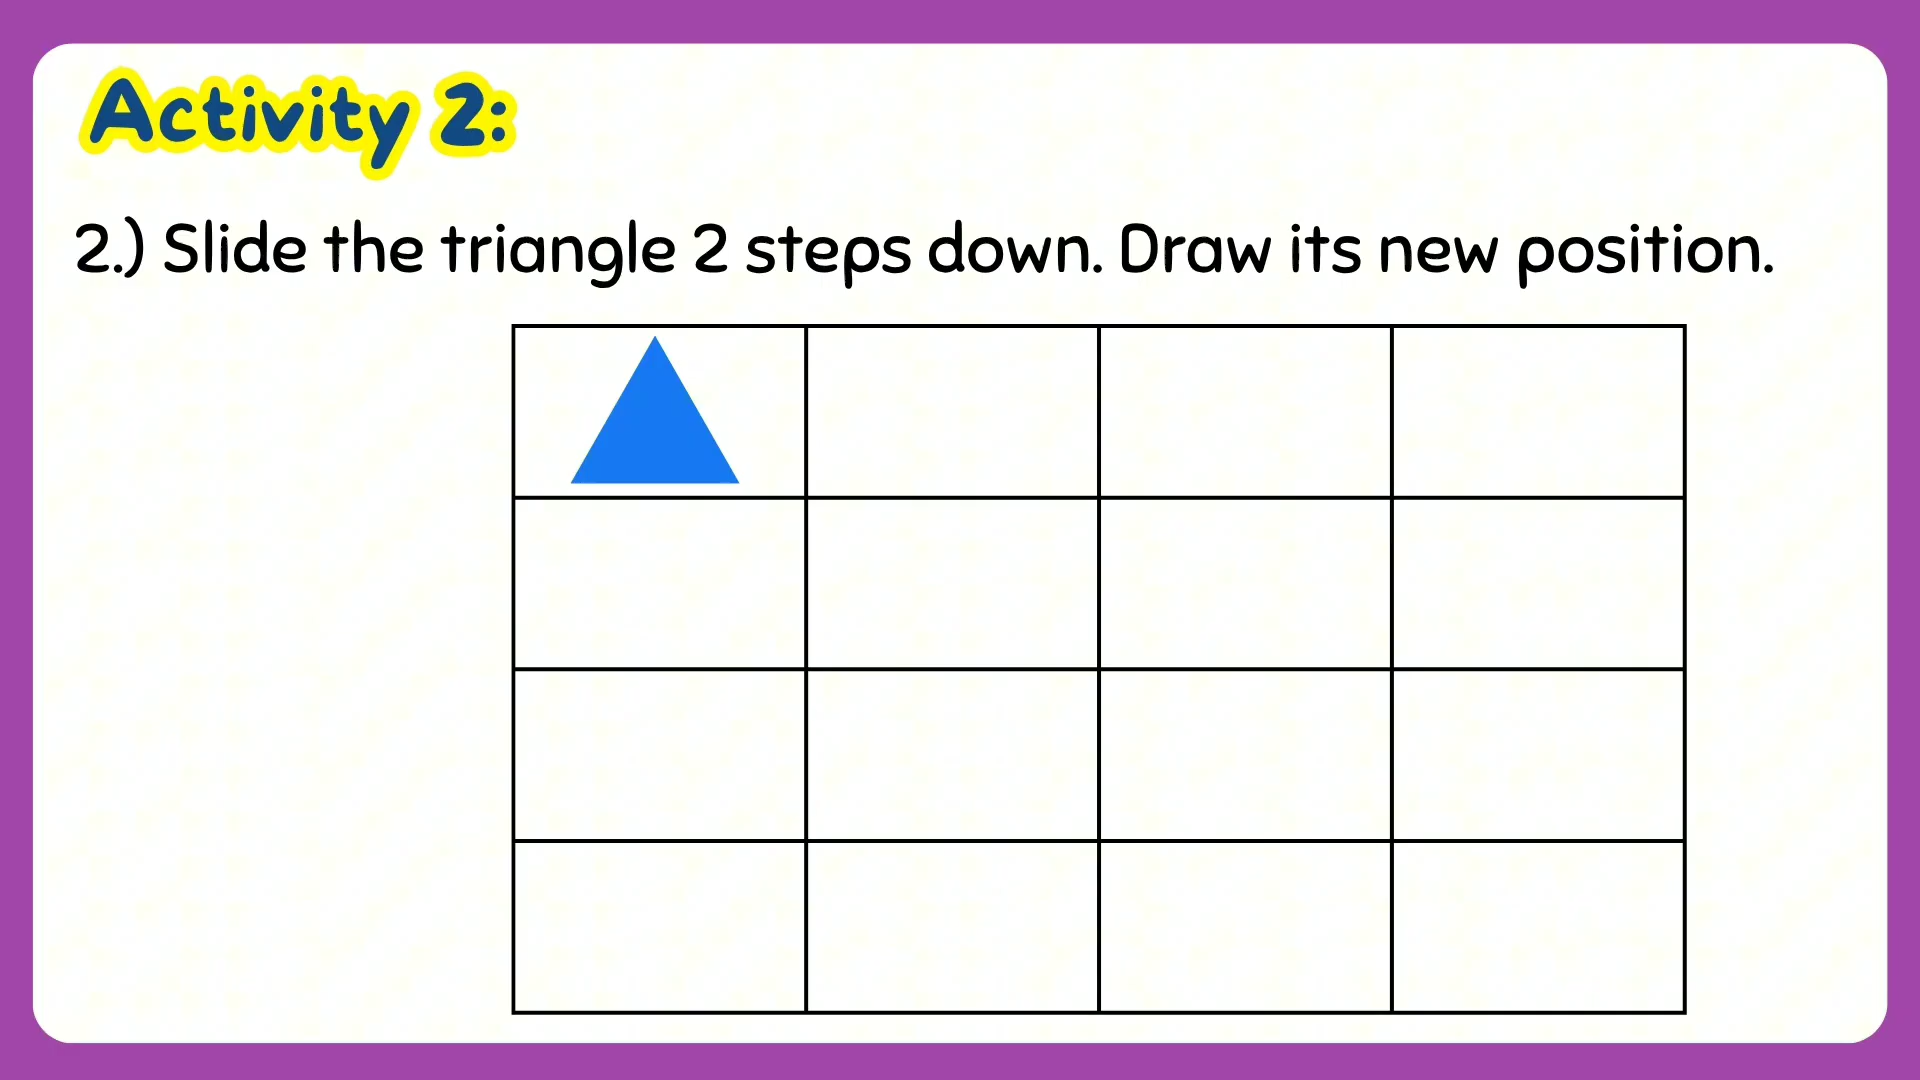 Activity 2:
2.) Slide the triangle 2 steps down. Draw its new position.